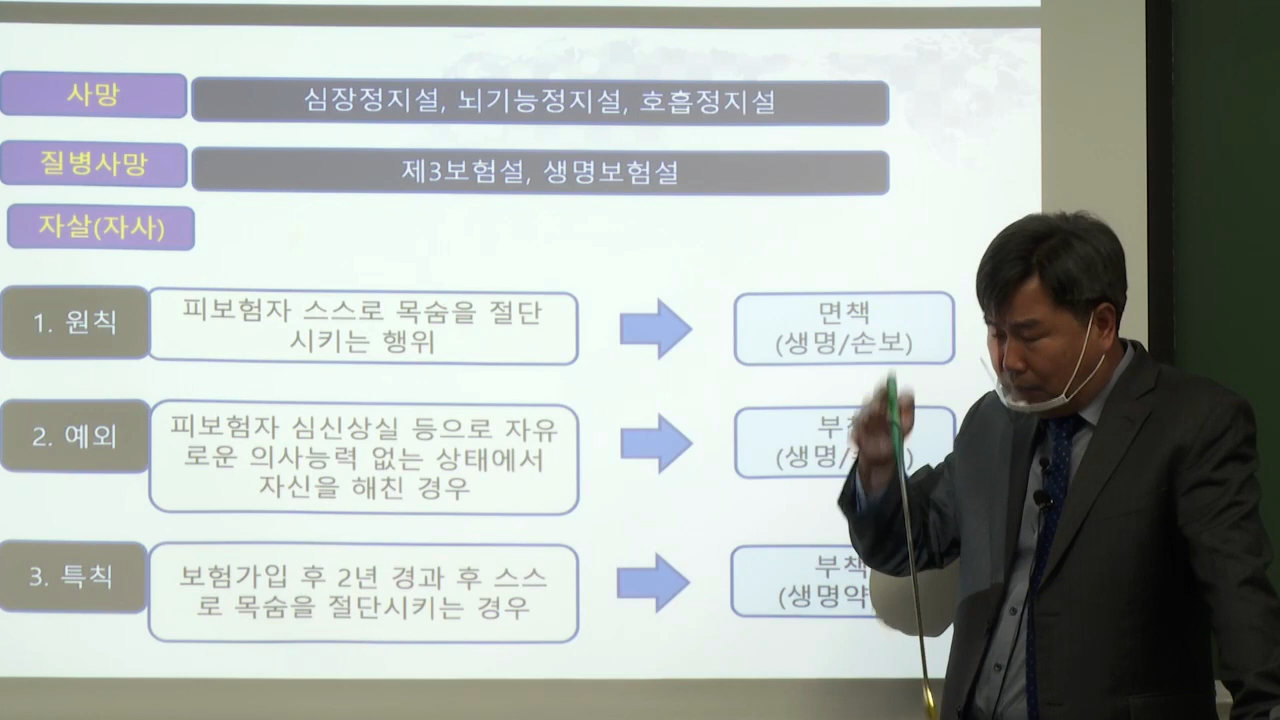 사망
심장정지설, 뇌기능정지설, 호흡정지설
질병사망
제3보험설, 생명보험설
자살(자사)
1. 원칙
피보험자 스스로 목숨을 절단
시키는 행위
면책
(생명/손보)
2. 예외
피보험자 심신상실 등으로 자유
로운 의사능력 없는 상태에서
자신을 해친 경우
(생명/
3. 특칙
보험가입 후 2년 경과 후 스스
로 목숨을 절단시키는 경우
부책
(생명약